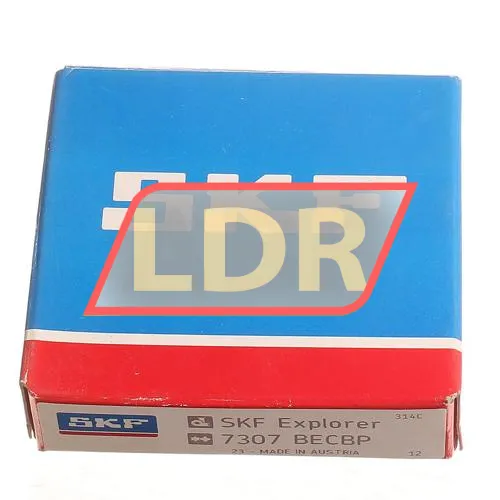 SKF
LDR
SKF
SKF Explorer
314C
7307 BECBP
23 - MADE IN AUSTRIA
12